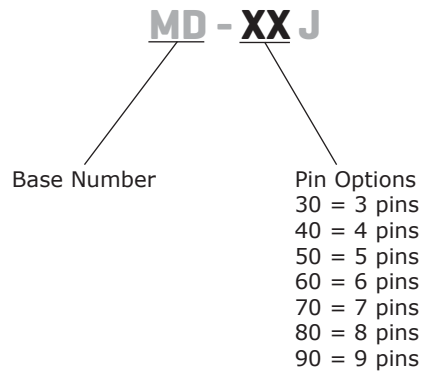 MD - XX J
Base Number
Pin Options
30 = 3 pins
40 = 4 pins
50 = 5 pins
60 = 6 pins
70 = 7 pins
80 = 8 pins
90 = 9 pins